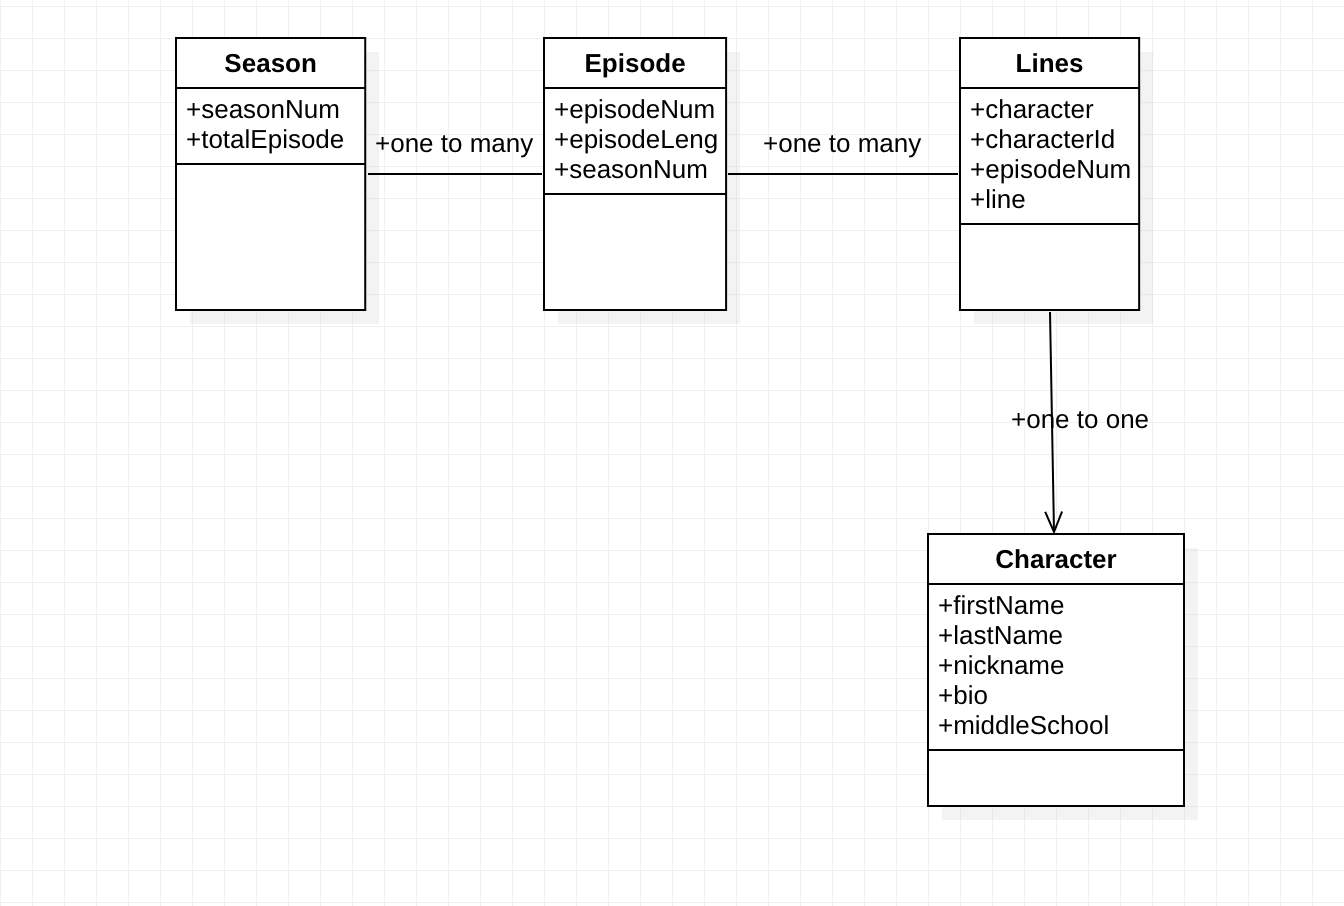 Season
+seasonNum
+totalEpisode
+one to many
Episode
+episodeNum
+episodeLeng
+seasonNum
+one to many
Lines
+character
+characterId
+episodeNum
+line
+one to one
Character
+firstName
+lastName
+nickname
+bio
+middleSchool